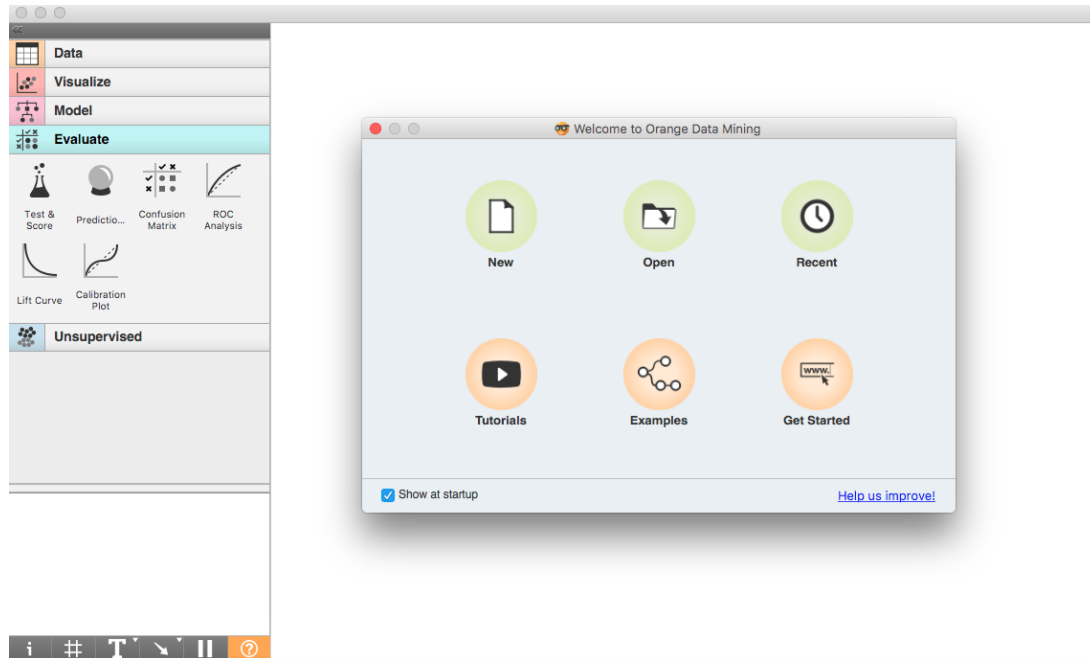 Data
Visualize
Model
Evaluate
Test &
Score
Predictio...
Confusion
Matrix
ROC
Analysis
Lift Curve
Calibration
Plot
Unsupervised
Welcome to Orange Data Mining
New
Open
Recent
www.
Tutorials
Examples
Get Started
Show at startup
Help us improve!
i
#
T
?